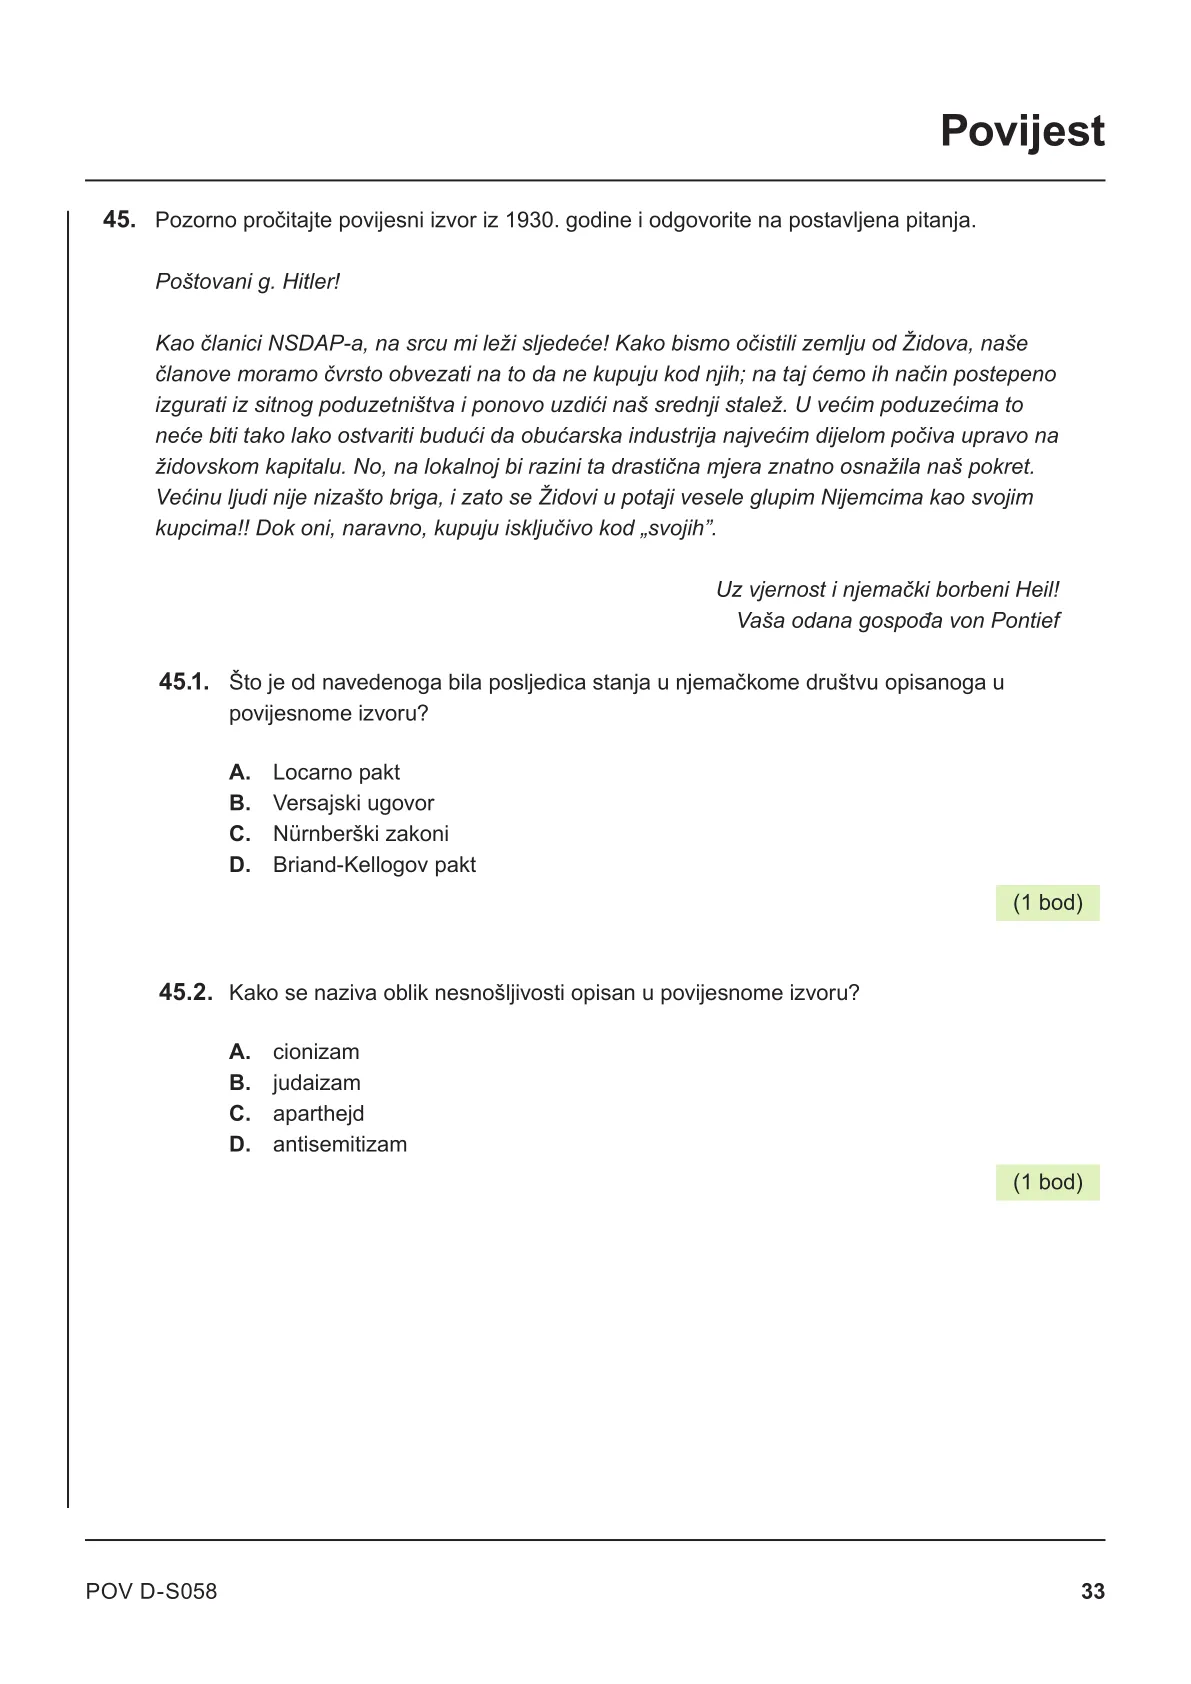 Povijest
45. Pozorno pročitajte povijesni izvor iz 1930. godine i odgovorite na postavljena pitanja.
Poštovani g. Hitler!
Kao članici NSDAP-a, na srcu mi leži sljedeće! Kako bismo očistili zemlju od Židova, naše
članove moramo čvrsto obvezati na to da ne kupuju kod njih; na taj ćemo ih način postepeno
izgurati iz sitnog poduzetništva i ponovo uzdići naš srednji stalež. U većim poduzećima to
neće biti tako lako ostvariti budući da obućarska industrija najvećim dijelom počiva upravo na
židovskom kapitalu. No, na lokalnoj bi razini ta drastična mjera znatno osnažila naš pokret.
Većinu ljudi nije nizašto briga, i zato se Židovi u potaji vesele glupim Nijemcima kao svojim
kupcima!! Dok oni, naravno, kupuju isključivo kod „svojih”.
Uz vjernost i njemački borbeni Heil!
Vaša odana gospođa von Pontief
45.1. Što je od navedenoga bila posljedica stanja u njemačkome društvu opisanoga u
povijesnome izvoru?
A. Locarno pakt
B. Versajski ugovor
C. Nürnberški zakoni
D. Briand-Kellogov pakt
(1 bod)
45.2. Kako se naziva oblik nesnošljivosti opisan u povijesnome izvoru?
A. cionizam
B. judaizam
C. aparthejd
D. antisemitizam
(1 bod)
POV D-S058
33